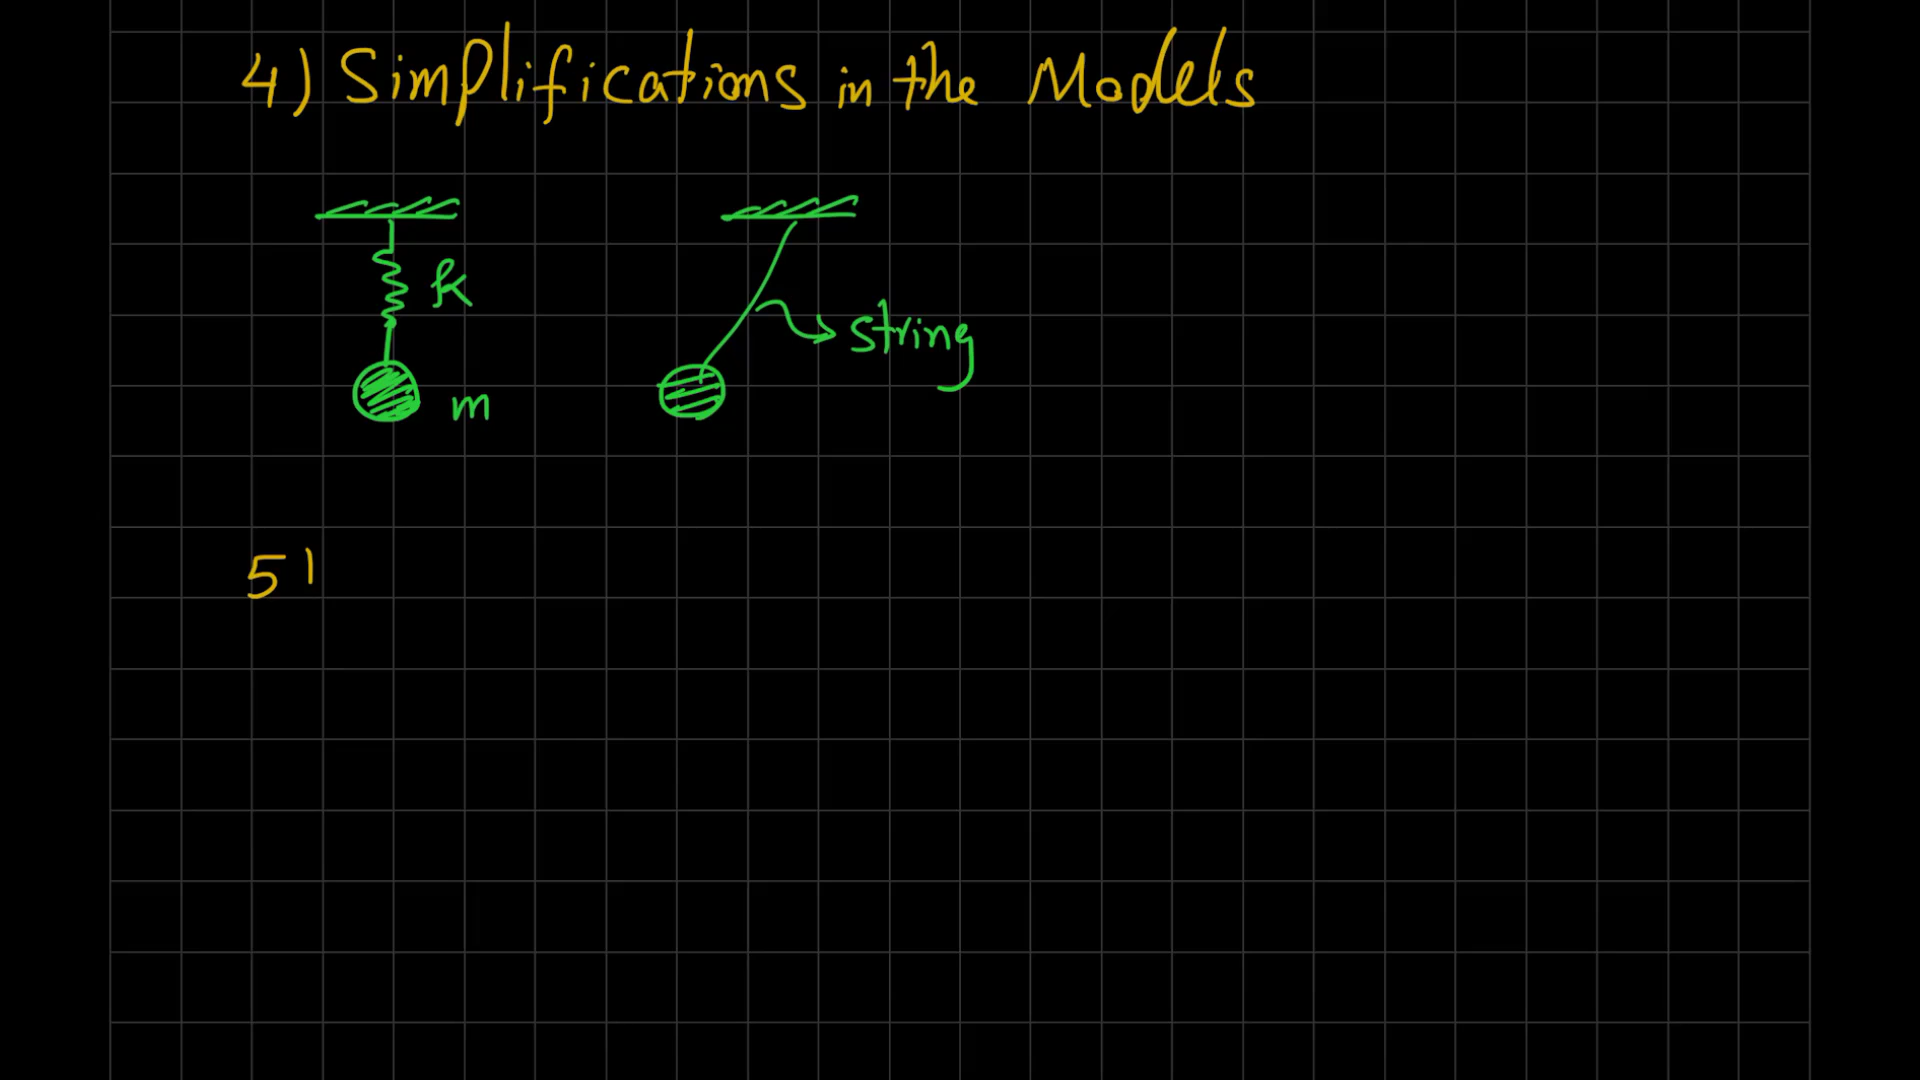 4) Simplifications in the Models
k
string
m
5